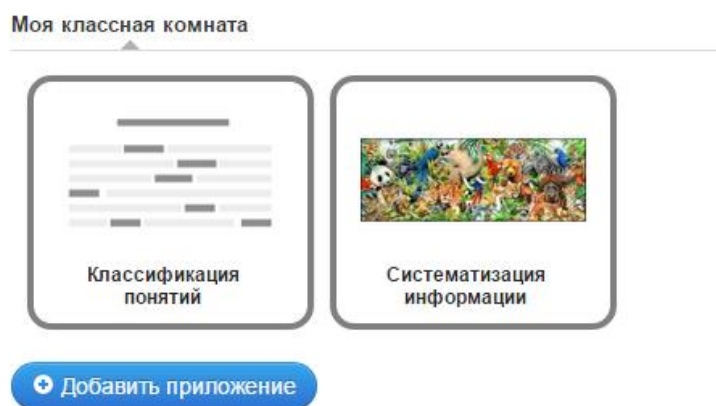 Моя классная комната
Классификация
понятий
Систематизация
информации
Добавить приложение